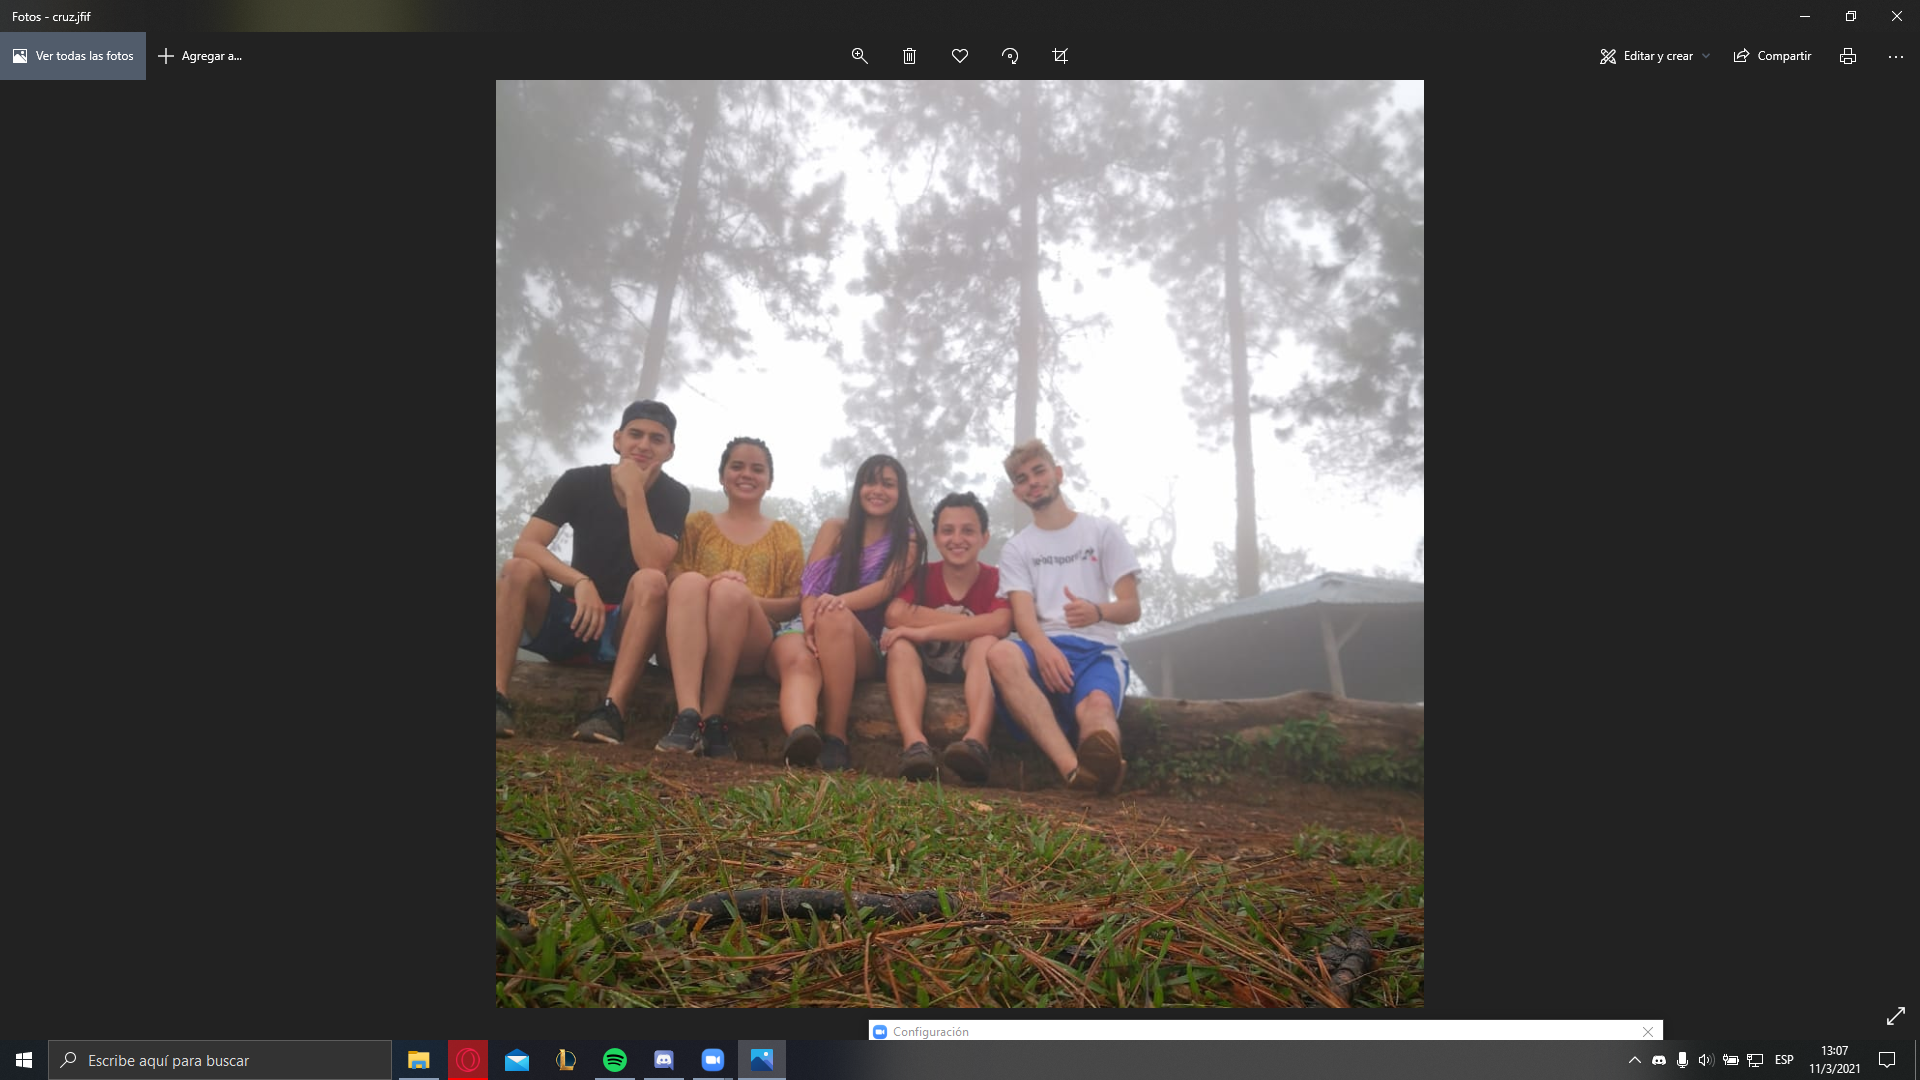 Fotos - cruz.jfif
Ver todas las fotos
Agregar a...
Editar y crear
Compartir
Configuración
Escribe aquí para buscar
ESP
13:07
11/3/2021